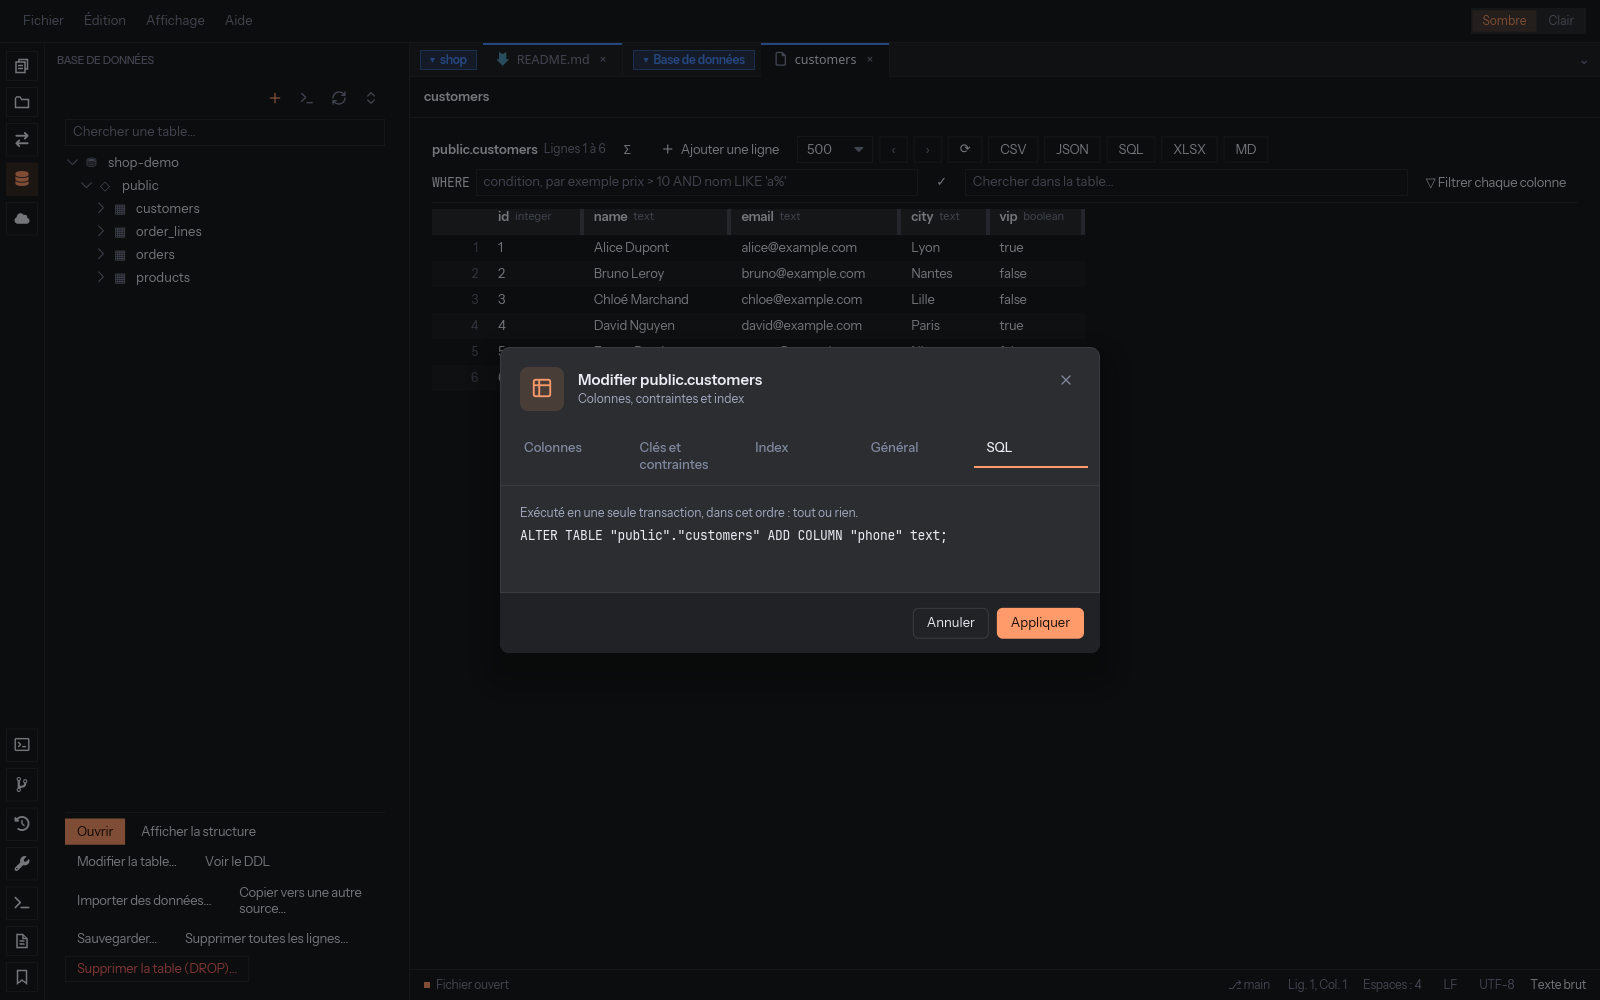 Fichier Édition Affichage Aide Sombre Clair
BASE DE DONNÉES
shop README.md × Base de données customers ×
customers
Chercher une table...
shop-demo
public
customers
order_lines
orders
products
public.customers Lignes 1 à 6 Σ + Ajouter une ligne 500 ‹ › ⟳ CSV JSON SQL XLSX MD
WHERE condition, par exemple prix > 10 AND nom LIKE 'a%' ✓ Chercher dans la table... ▽ Filtrer chaque colonne
id integer name text email text city text vip boolean
1 1 Alice Dupont alice@example.com Lyon true
2 2 Bruno Leroy bruno@example.com Nantes false
3 3 Chloé Marchand chloe@example.com Lille false
4 4 David Nguyen david@example.com Paris true
5
6
Modifier public.customers
Colonnes, contraintes et index
Colonnes
Clés et
contraintes
Index
Général
SQL
Exécuté en une seule transaction, dans cet ordre : tout ou rien.
ALTER TABLE "public"."customers" ADD COLUMN "phone" text;
Annuler Appliquer
Ouvrir Afficher la structure
Modifier la table... Voir le DDL
Importer des données... Copier vers une autre
source...
Sauvegarder... Supprimer toutes les lignes...
Supprimer la table (DROP)...
Fichier ouvert main Lig. 1, Col. 1 Espaces : 4 LF UTF-8 Texte brut